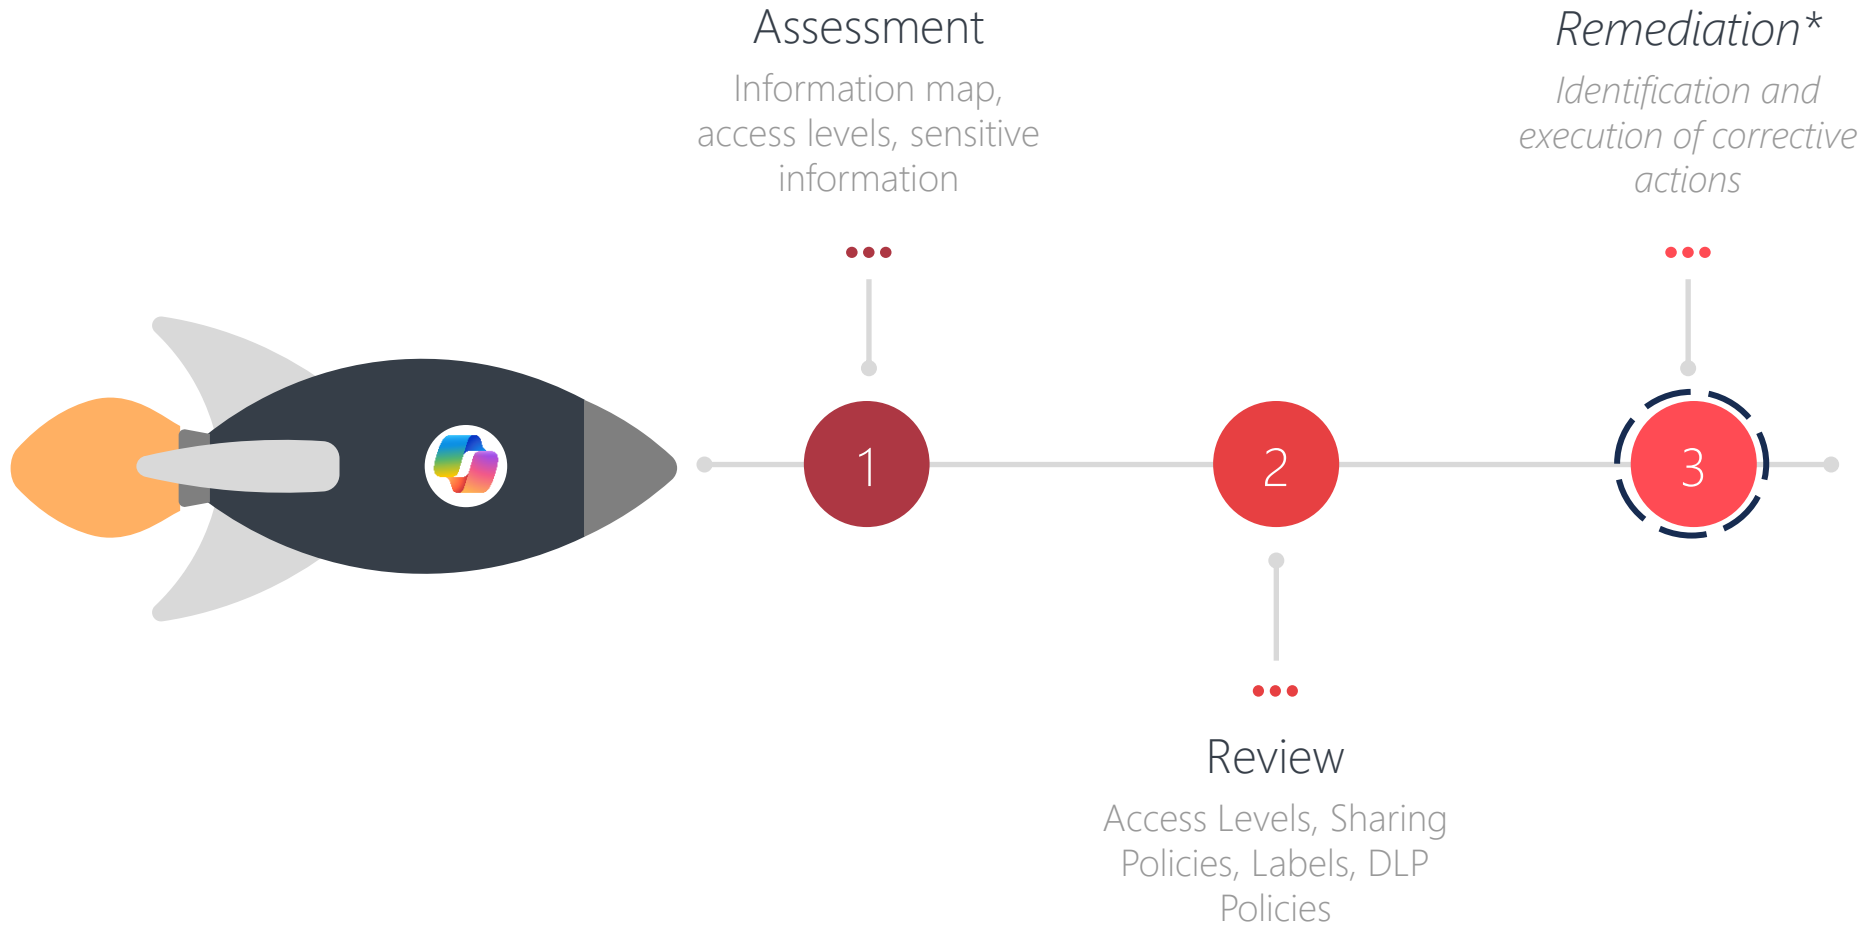 Assessment
Information map,
access levels, sensitive
information
1
2
Review
Access Levels, Sharing
Policies, Labels, DLP
Policies
Remediation*
Identification and
execution of corrective
actions
3